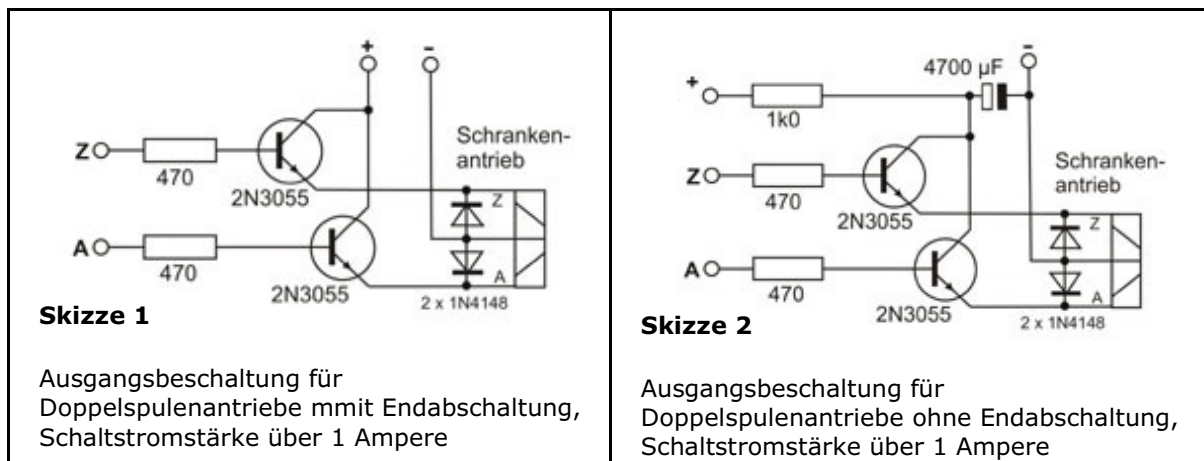 +
-
Z
470
2N3055
Schranken-
antrieb
Z
A
470
2N3055
A
2 x 1N4148
Skizze 1
Ausgangsbeschaltung für
Doppelspulenantriebe mmit Endabschaltung,
Schaltstromstärke über 1 Ampere
-
4700 µF
+
1k0
Z
470
2N3055
Schranken-
antrieb
Z
A
470
2N3055
A
2 x 1N4148
Skizze 2
Ausgangsbeschaltung für
Doppelspulenantriebe ohne Endabschaltung,
Schaltstromstärke über 1 Ampere